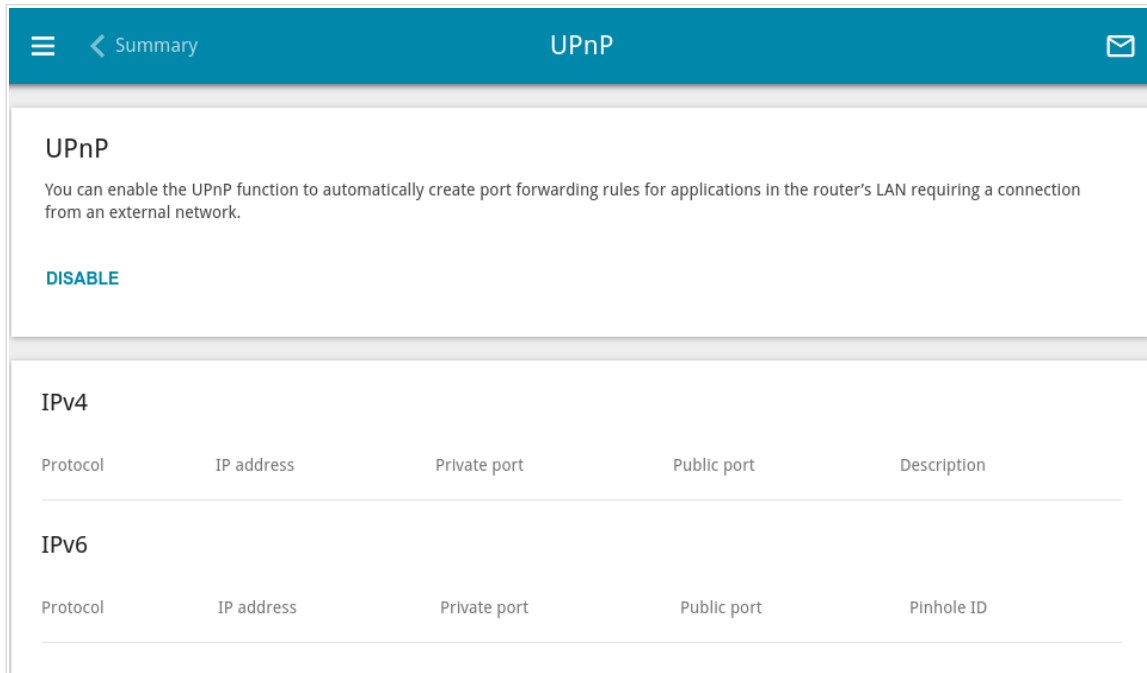 Summary
UPnP
UPnP
You can enable the UPnP function to automatically create port forwarding rules for applications in the router’s LAN requiring a connection
from an external network.
DISABLE
IPv4
Protocol IP address Private port Public port Description
IPv6
Protocol IP address Private port Public port Pinhole ID